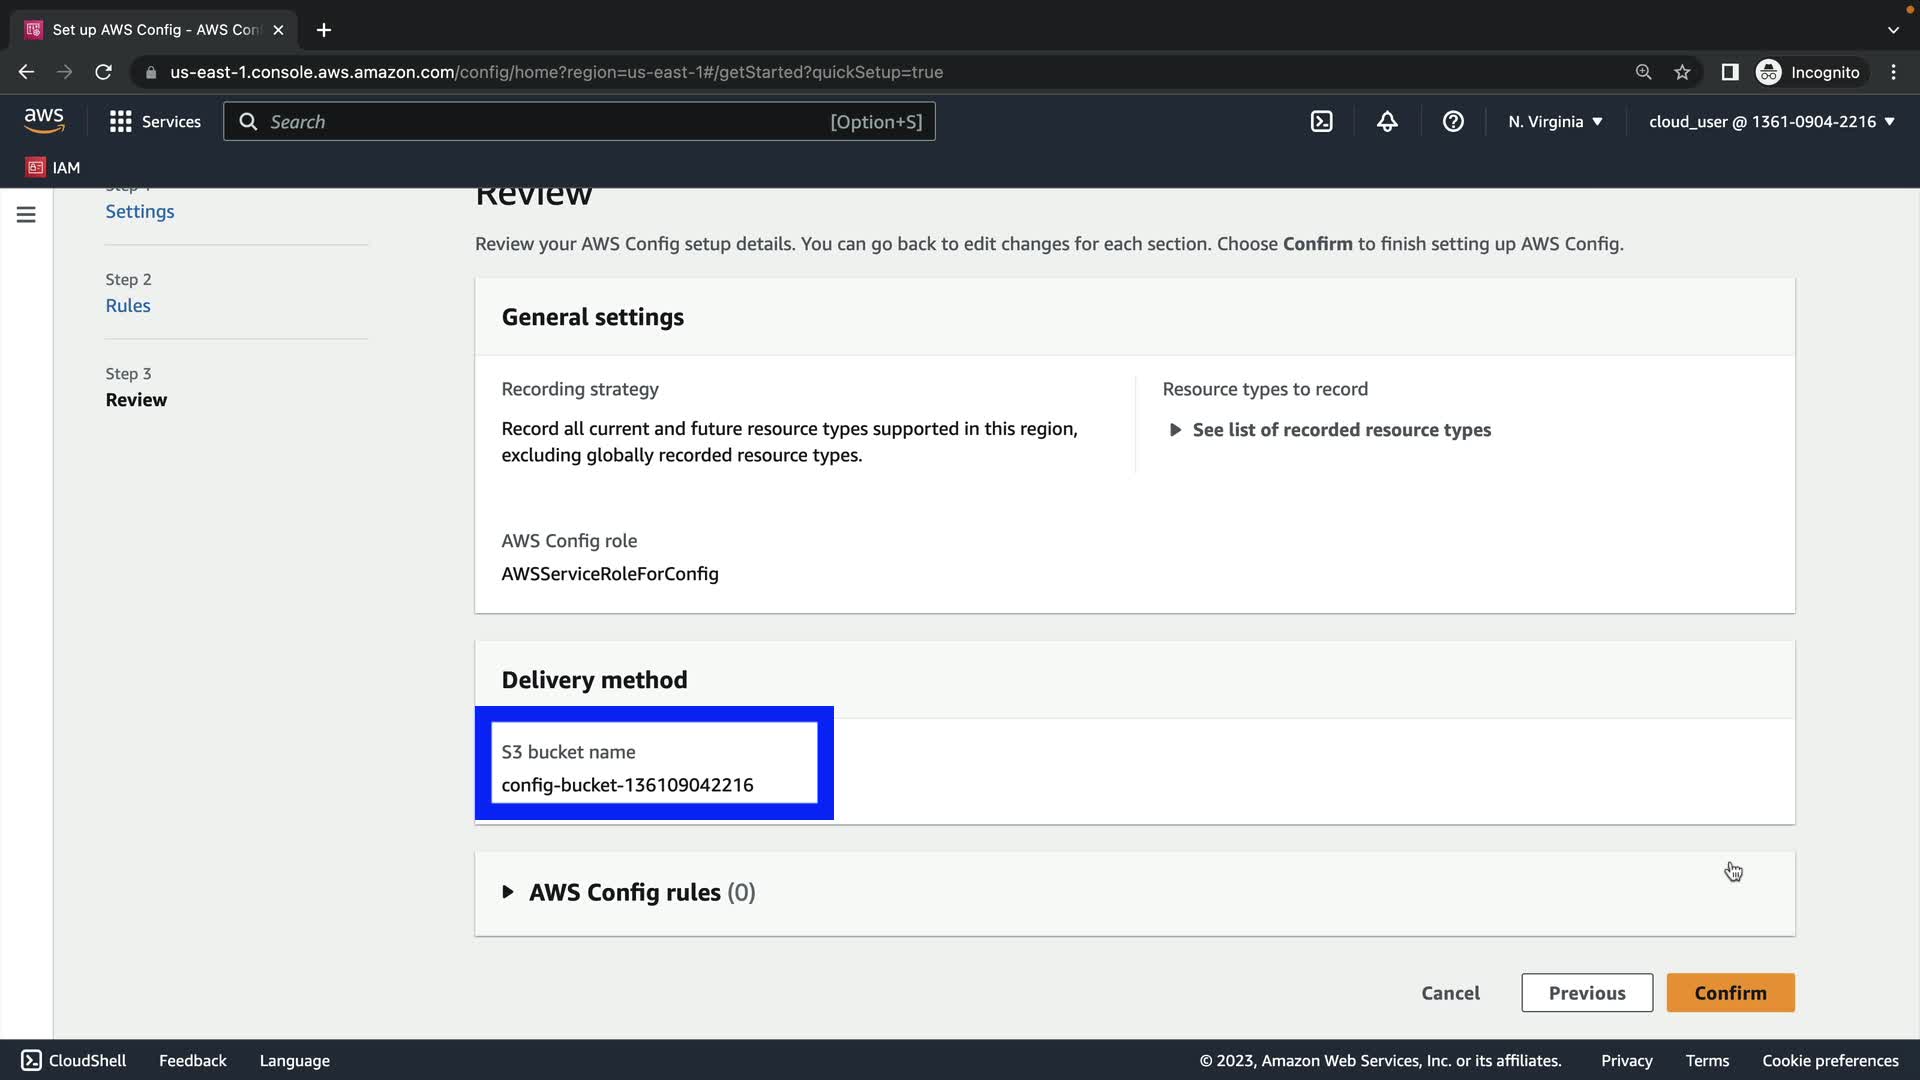 Set up AWS Config - AWS Con
us-east-1.console.aws.amazon.com/config/home?region=us-east-1#/getStarted?quickSetup=true
Incognito
aws
Services
Search
[Option+S]
N. Virginia
cloud_user @ 1361-0904-2216
IAM
Settings
Step 2
Rules
Step 3
Review
Review
Review your AWS Config setup details. You can go back to edit changes for each section. Choose Confirm to finish setting up AWS Config.
General settings
Recording strategy
Record all current and future resource types supported in this region,
excluding globally recorded resource types.
Resource types to record
See list of recorded resource types
AWS Config role
AWSServiceRoleForConfig
Delivery method
S3 bucket name
config-bucket-136109042216
AWS Config rules (0)
Cancel
Previous
Confirm
CloudShell
Feedback
Language
© 2023, Amazon Web Services, Inc. or its affiliates.
Privacy
Terms
Cookie preferences